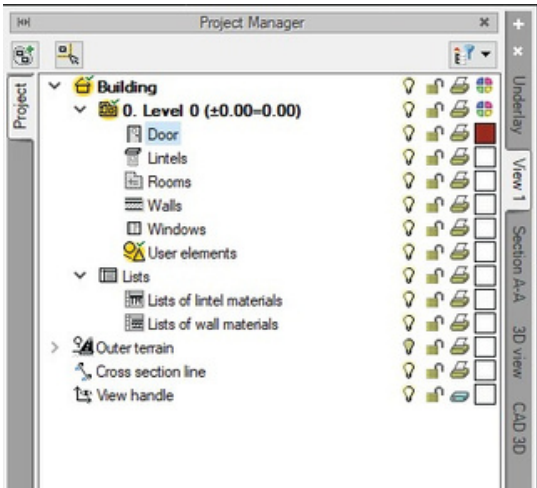 Project Manager
Project
Building
0. Level 0 (±0.00=0.00)
Door
Lintels
Rooms
Walls
Windows
User elements
Lists
Lists of lintel materials
Lists of wall materials
Outer terrain
Cross section line
View handle
Underlay
View 1
Section A-A
3D view
CAD 3D